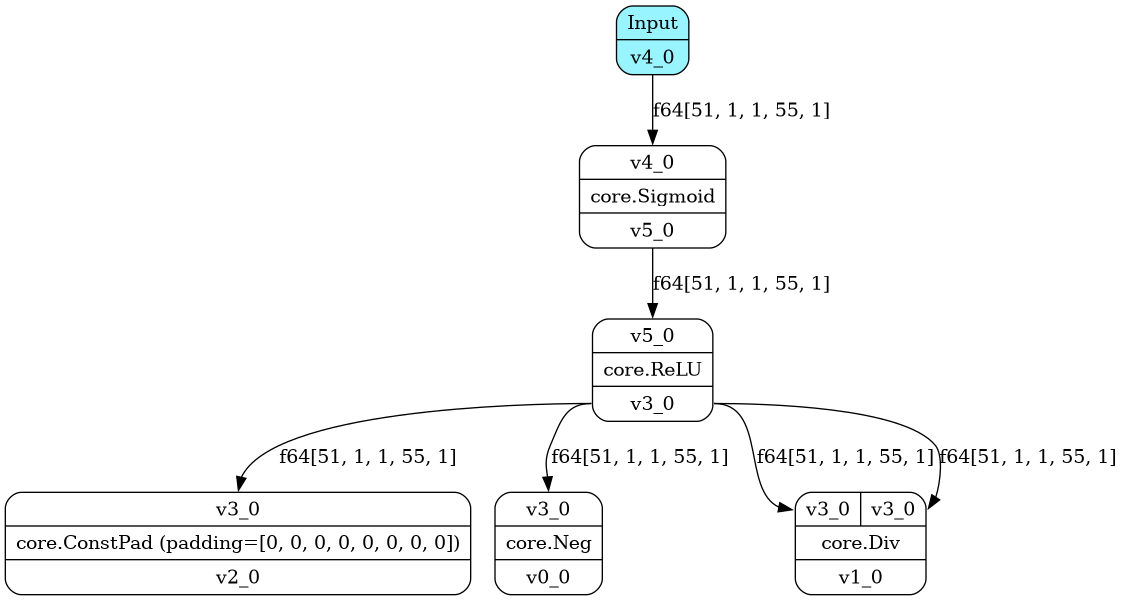 Input
v4_0
f64[51, 1, 1, 55, 1]
v4_0
core.Sigmoid
v5_0
f64[51, 1, 1, 55, 1]
v5_0
core.ReLU
v3_0
f64[51, 1, 1, 55, 1] f64[51, 1, 1, 55, 1] f64[51, 1, 1, 55, 1] f64[51, 1, 1, 55, 1]
v3_0
core.ConstPad (padding=[0, 0, 0, 0, 0, 0, 0, 0])
v2_0
v3_0
core.Neg
v0_0
v3_0 v3_0
core.Div
v1_0